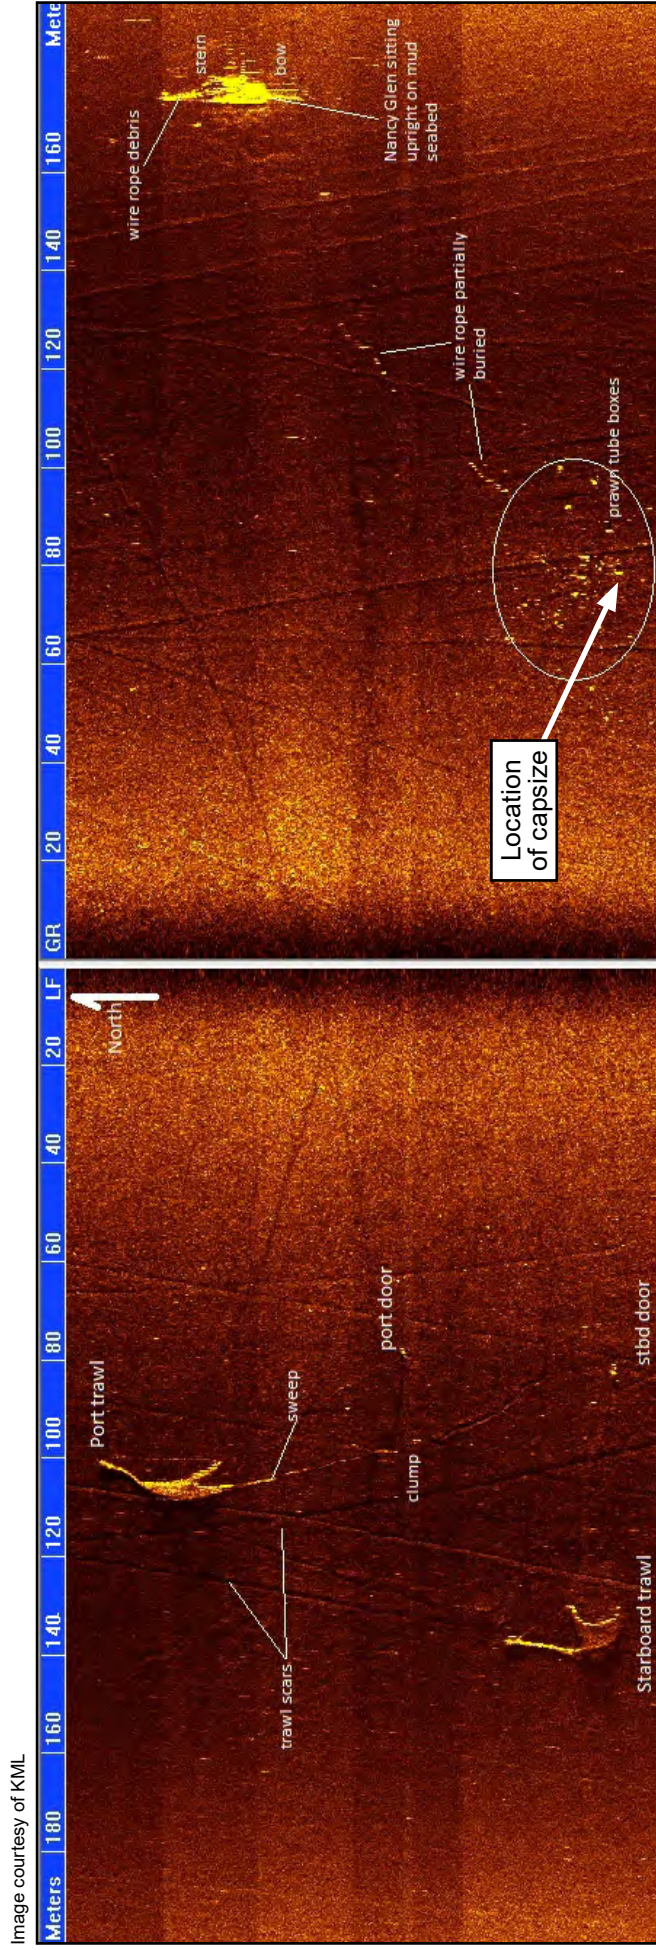 Image courtesy of KML
Meters 180 160 140 120 100 80 60 40 20 LF GR 20 40 60 80 100 120 140 160 Mete
Port trawl
North
sweep
trawl scars
port door
clump
stbd door
Starboard trawl
wire rope debris
stern
bow
Nancy Glen sitting
upright on mud
seabed
wire rope partially
buried
prawn tube boxes
Location
of capsize